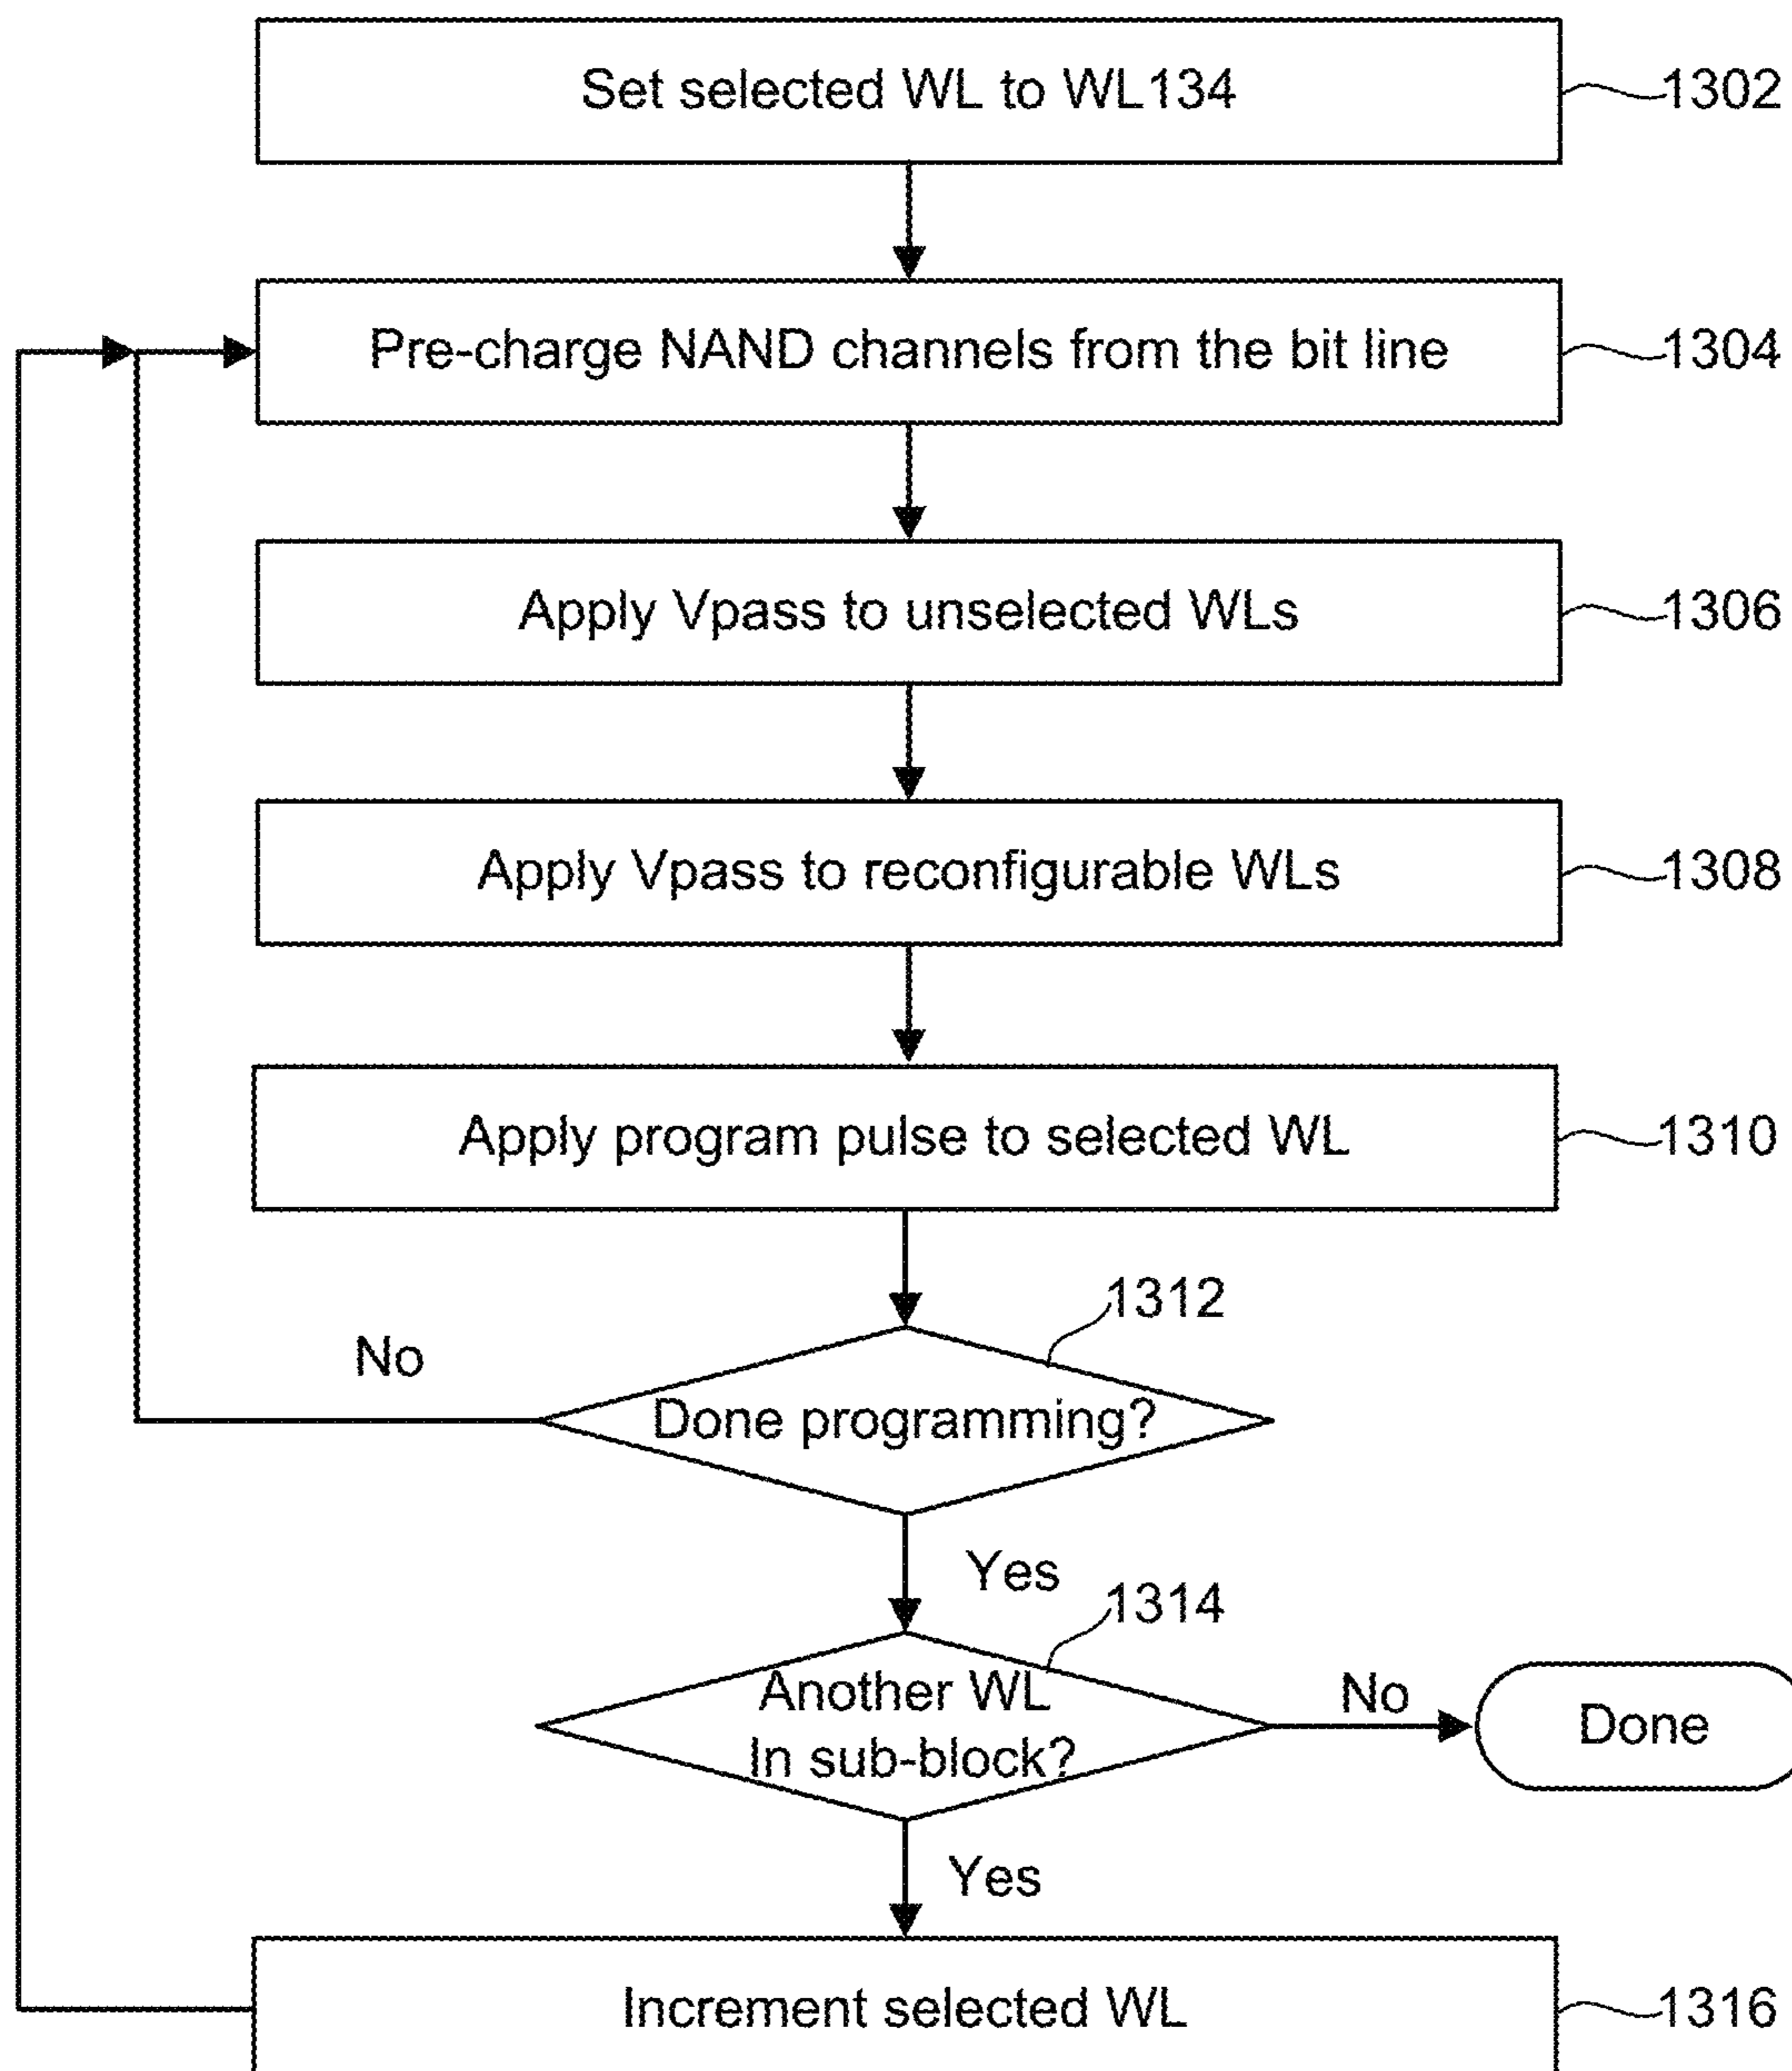 Set selected WL to WL134
1302
Pre-charge NAND channels from the bit line
1304
Apply Vpass to unselected WLs
1306
Apply Vpass to reconfigurable WLs
1308
Apply program pulse to selected WL
1310
1312
No
Done programming?
Yes
1314
Another WL
In sub-block?
No
Done
Yes
Increment selected WL
1316